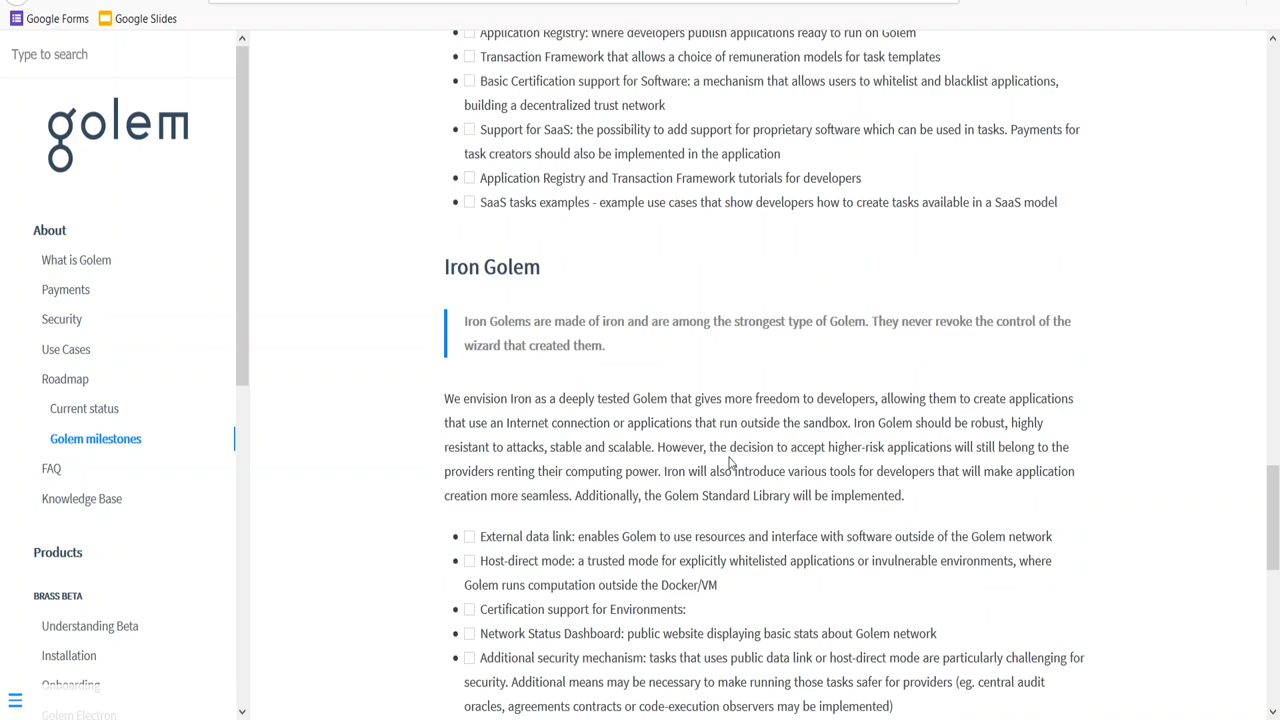 Google Forms
Google Slides
Type to search
golem
About
What is Golem
Payments
Security
Use Cases
Roadmap
Current status
Golem milestones
FAQ
Knowledge Base
Products
BRASS BETA
Understanding Beta
Installation
Onboarding
Golem Electron
Application Registry: where developers publish applications ready to run on Golem
Transaction Framework that allows a choice of remuneration models for task templates
Basic Certification support for Software: a mechanism that allows users to whitelist and blacklist applications,
building a decentralized trust network
Support for SaaS: the possibility to add support for proprietary software which can be used in tasks. Payments for
task creators should also be implemented in the application
Application Registry and Transaction Framework tutorials for developers
SaaS tasks examples - example use cases that show developers how to create tasks available in a SaaS model
Iron Golem
Iron Golems are made of iron and are among the strongest type of Golem. They never revoke the control of the
wizard that created them.
We envision Iron as a deeply tested Golem that gives more freedom to developers, allowing them to create applications
that use an Internet connection or applications that run outside the sandbox. Iron Golem should be robust, highly
resistant to attacks, stable and scalable. However, the decision to accept higher-risk applications will still belong to the
providers renting their computing power. Iron will also introduce various tools for developers that will make application
creation more seamless. Additionally, the Golem Standard Library will be implemented.
External data link: enables Golem to use resources and interface with software outside of the Golem network
Host-direct mode: a trusted mode for explicitly whitelisted applications or invulnerable environments, where
Golem runs computation outside the Docker/VM
Certification support for Environments:
Network Status Dashboard: public website displaying basic stats about Golem network
Additional security mechanism: tasks that uses public data link or host-direct mode are particularly challenging for
security. Additional means may be necessary to make running those tasks safer for providers (eg. central audit
oracles, agreements contracts or code-execution observers may be implemented)